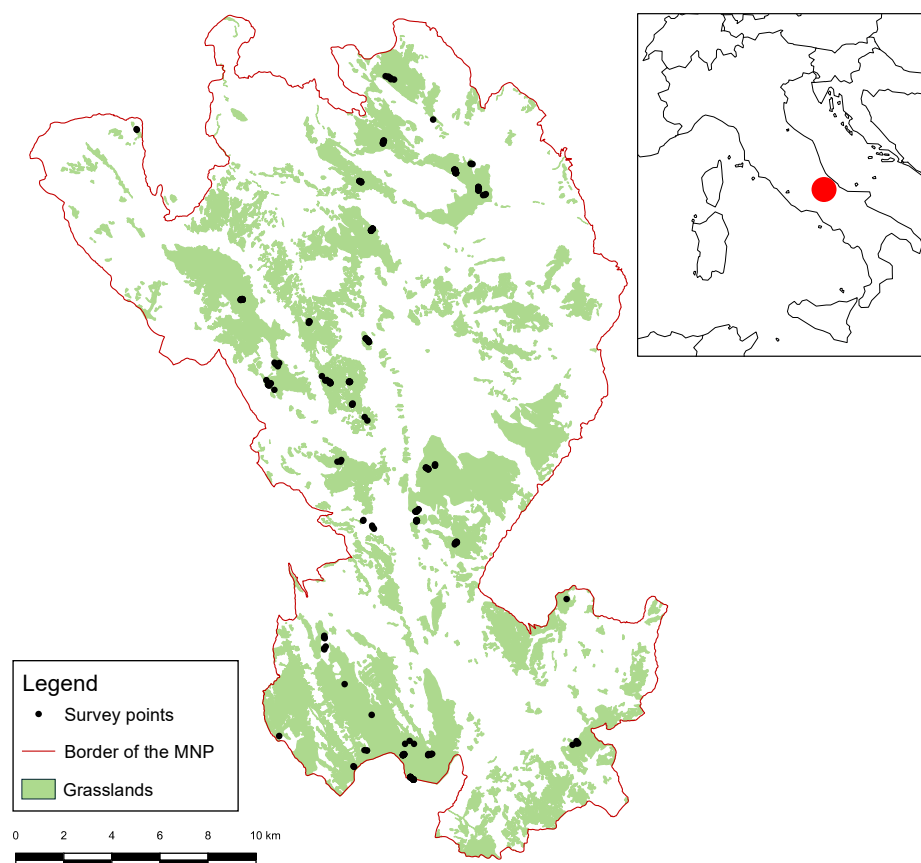 Legend
Survey points
Border of the MNP
Grasslands
0 2 4 6 8 10 km